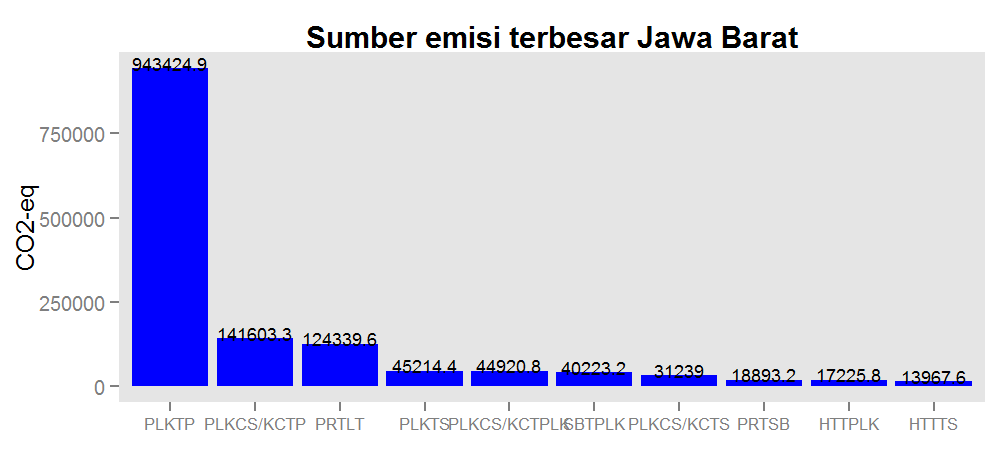 Sumber emisi terbesar Jawa Barat
CO2-eq
750000
500000
250000
0
943424.9
141603.3
124339.6
45214.4
44920.8
40223.2
31239
18893.2
17225.8
13967.6
PLKTP
PLKCS/KCTP
PRTLT
PLKTS
PLKCS/KCTPLK
SBTPLK
PLKCS/KCTS
PRTSB
HTTPLK
HTTTS